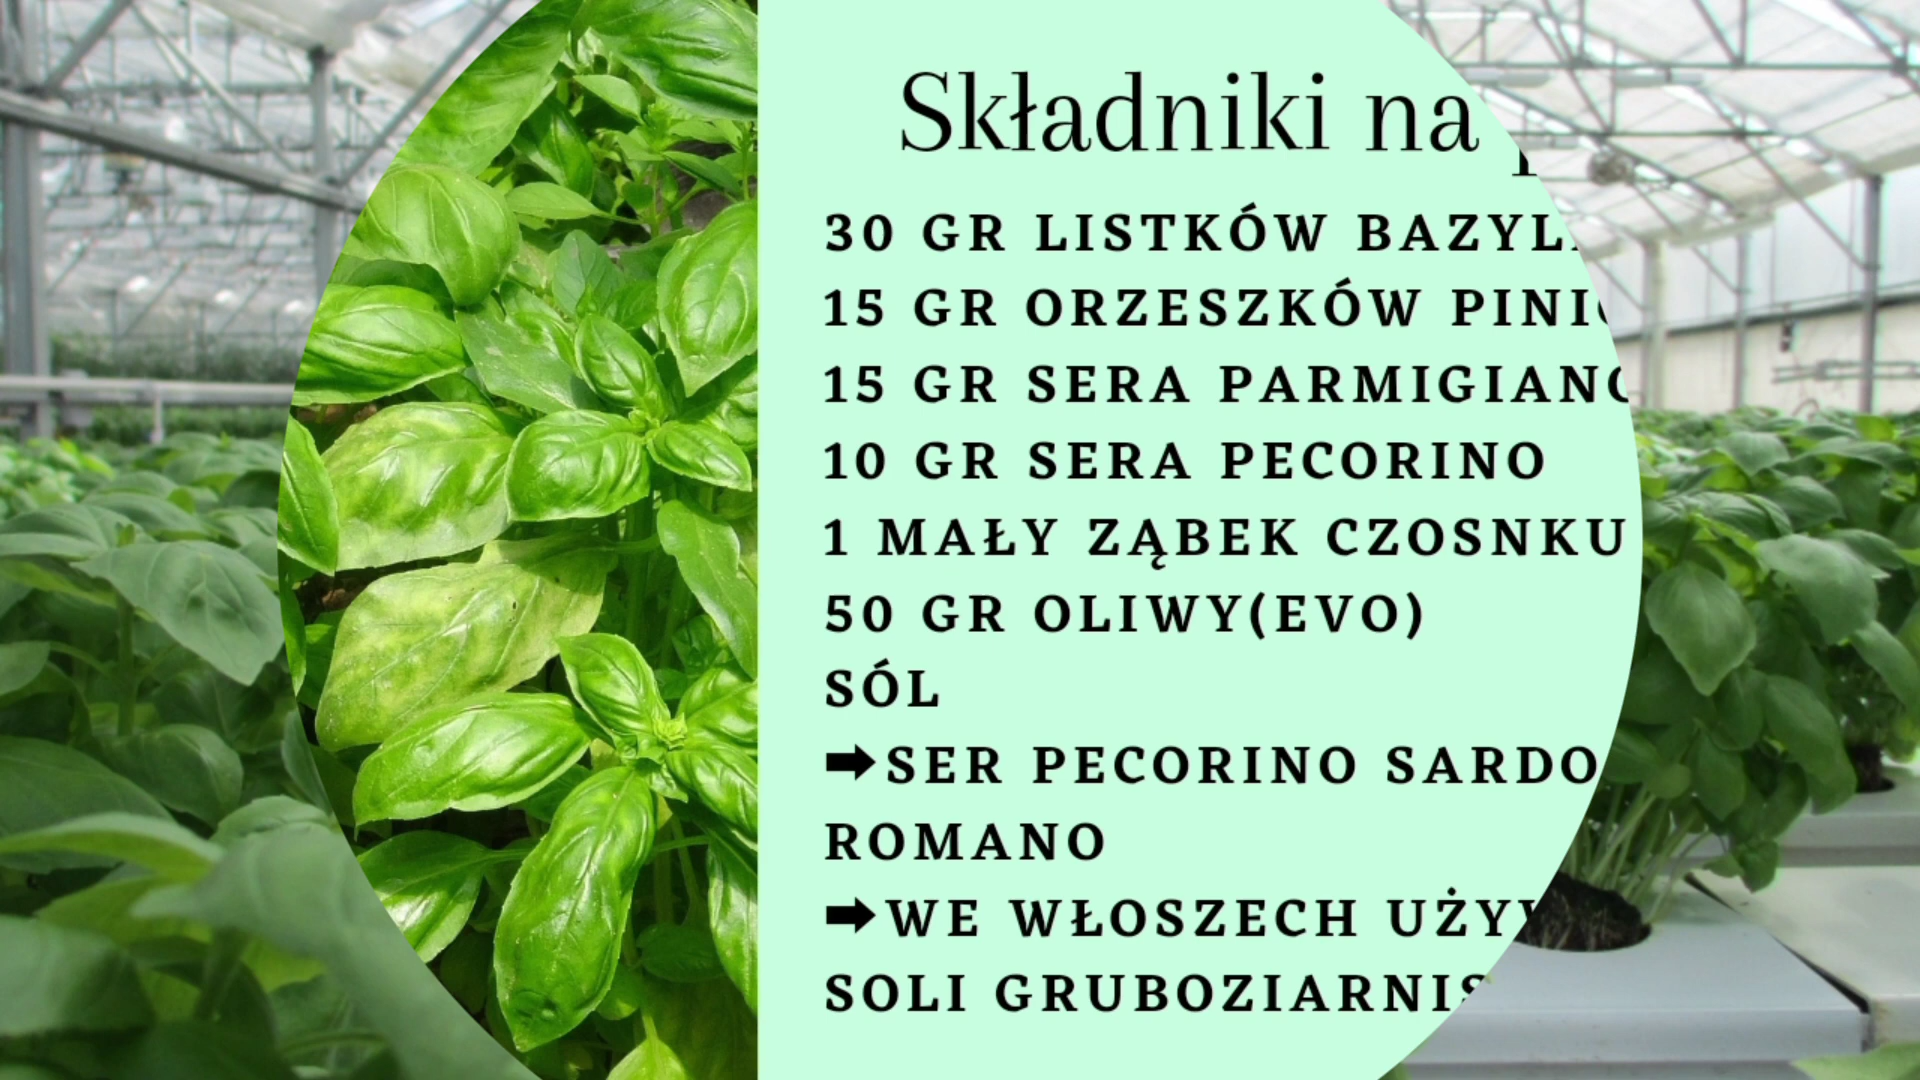 Składniki na
30 GR LISTKÓW
15 GR ORZESZKÓW
15 GR SERA
10 GR SERA PECORINO
1 MAŁY ZĄBEK CZOSNKU
50 GR OLIWY(EVO)
SÓL
➡SER PECORINO SARDO
ROMANO
➡WE WŁOSZECH
SOLI